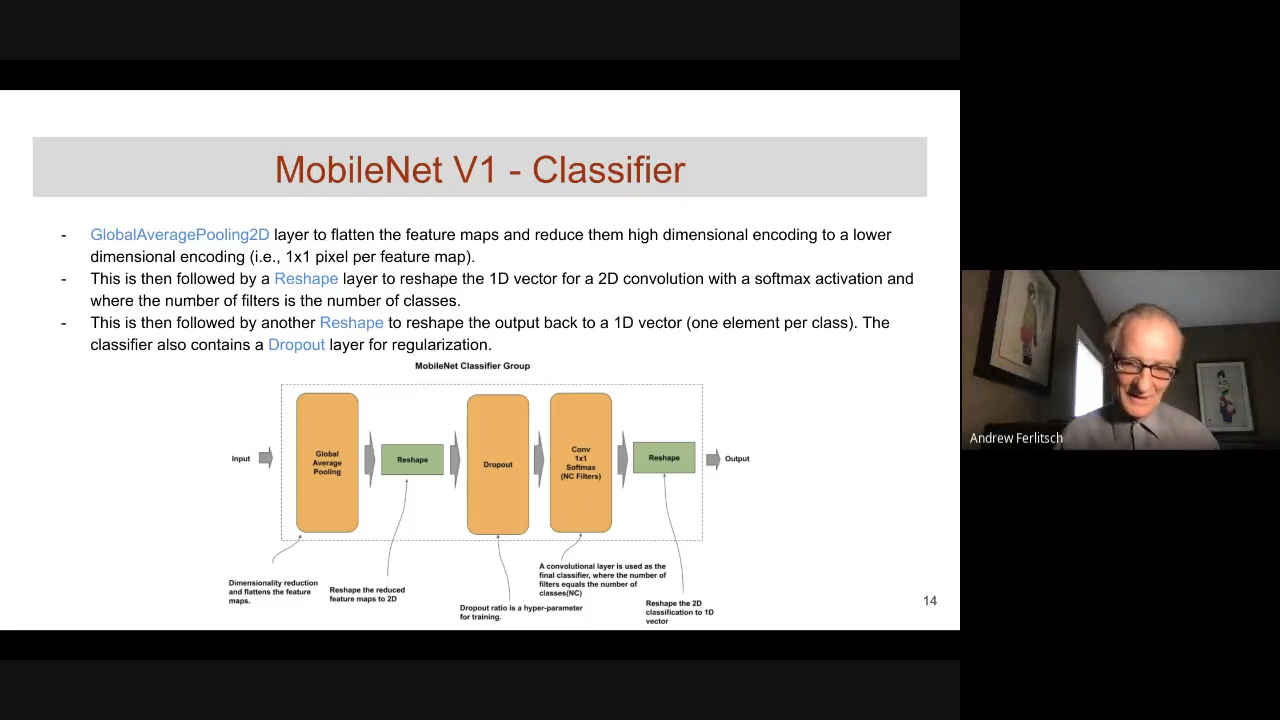 MobileNet V1 - Classifier
- GlobalAveragePooling2D layer to flatten the feature maps and reduce them high dimensional encoding to a lower
dimensional encoding (i.e., 1x1 pixel per feature map).
- This is then followed by a Reshape layer to reshape the 1D vector for a 2D convolution with a softmax activation and
where the number of filters is the number of classes.
- This is then followed by another Reshape to reshape the output back to a 1D vector (one element per class). The
classifier also contains a Dropout layer for regularization.
MobileNet Classifier Group
Input
Global
Average
Pooling
Reshape
Dropout
Conv
1x1
Softmax
(NC Filters)
Reshape
Output
Dimensionality reduction
and flattens the feature
maps.
Reshape the reduced
feature maps to 2D
Dropout ratio is a hyper-parameter
for training.
A convolutional layer is used as the
final classifier, where the number of
filters equals the number of
classes(NC)
Reshape the 2D
classification to 1D
vector
14
Andrew Ferlitsch